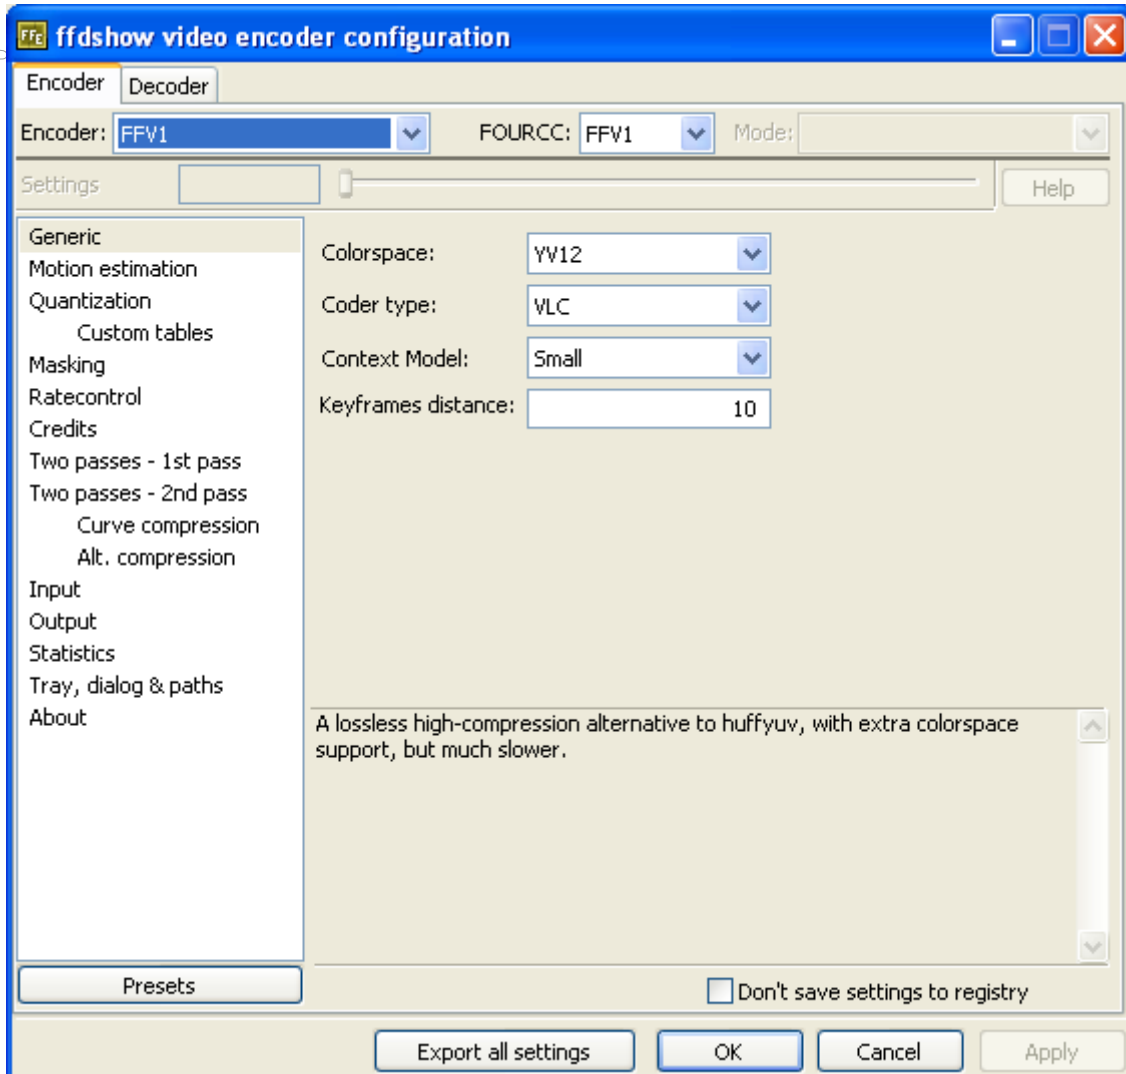 FFE ffdshow video encoder configuration
Encoder Decoder
Encoder: FFV1 FOURCC: FFV1 Mode:
Settings Help
Generic
Motion estimation
Quantization
Custom tables
Masking
Ratecontrol
Credits
Two passes - 1st pass
Two passes - 2nd pass
Curve compression
Alt. compression
Input
Output
Statistics
Tray, dialog & paths
About
Presets
Colorspace: YV12
Coder type: VLC
Context Model: Small
Keyframes distance: 10
A lossless high-compression alternative to huffyuv, with extra colorspace
support, but much slower.
Don't save settings to registry
Export all settings OK Cancel Apply